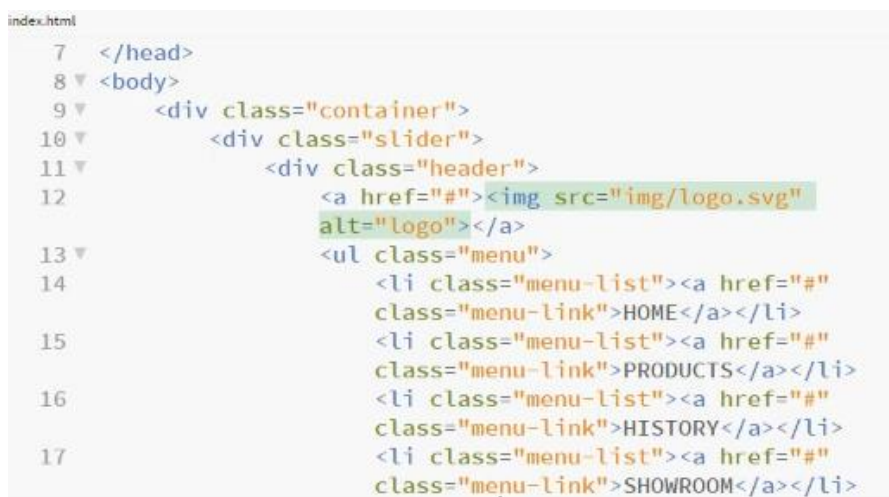 index.html
7 </head>
8 <body>
9 <div class="container">
10 <div class="slider">
11 <div class="header">
12 <a href="#"><img src="img/logo.svg"
alt="logo"></a>
13 <ul class="menu">
14 <li class="menu-list"><a href="#"
class="menu-link">HOME</a></li>
15 <li class="menu-list"><a href="#"
class="menu-link">PRODUCTS</a></li>
16 <li class="menu-list"><a href="#"
class="menu-link">HISTORY</a></li>
17 <li class="menu-list"><a href="#"
class="menu-link">SHOWROOM</a></li>